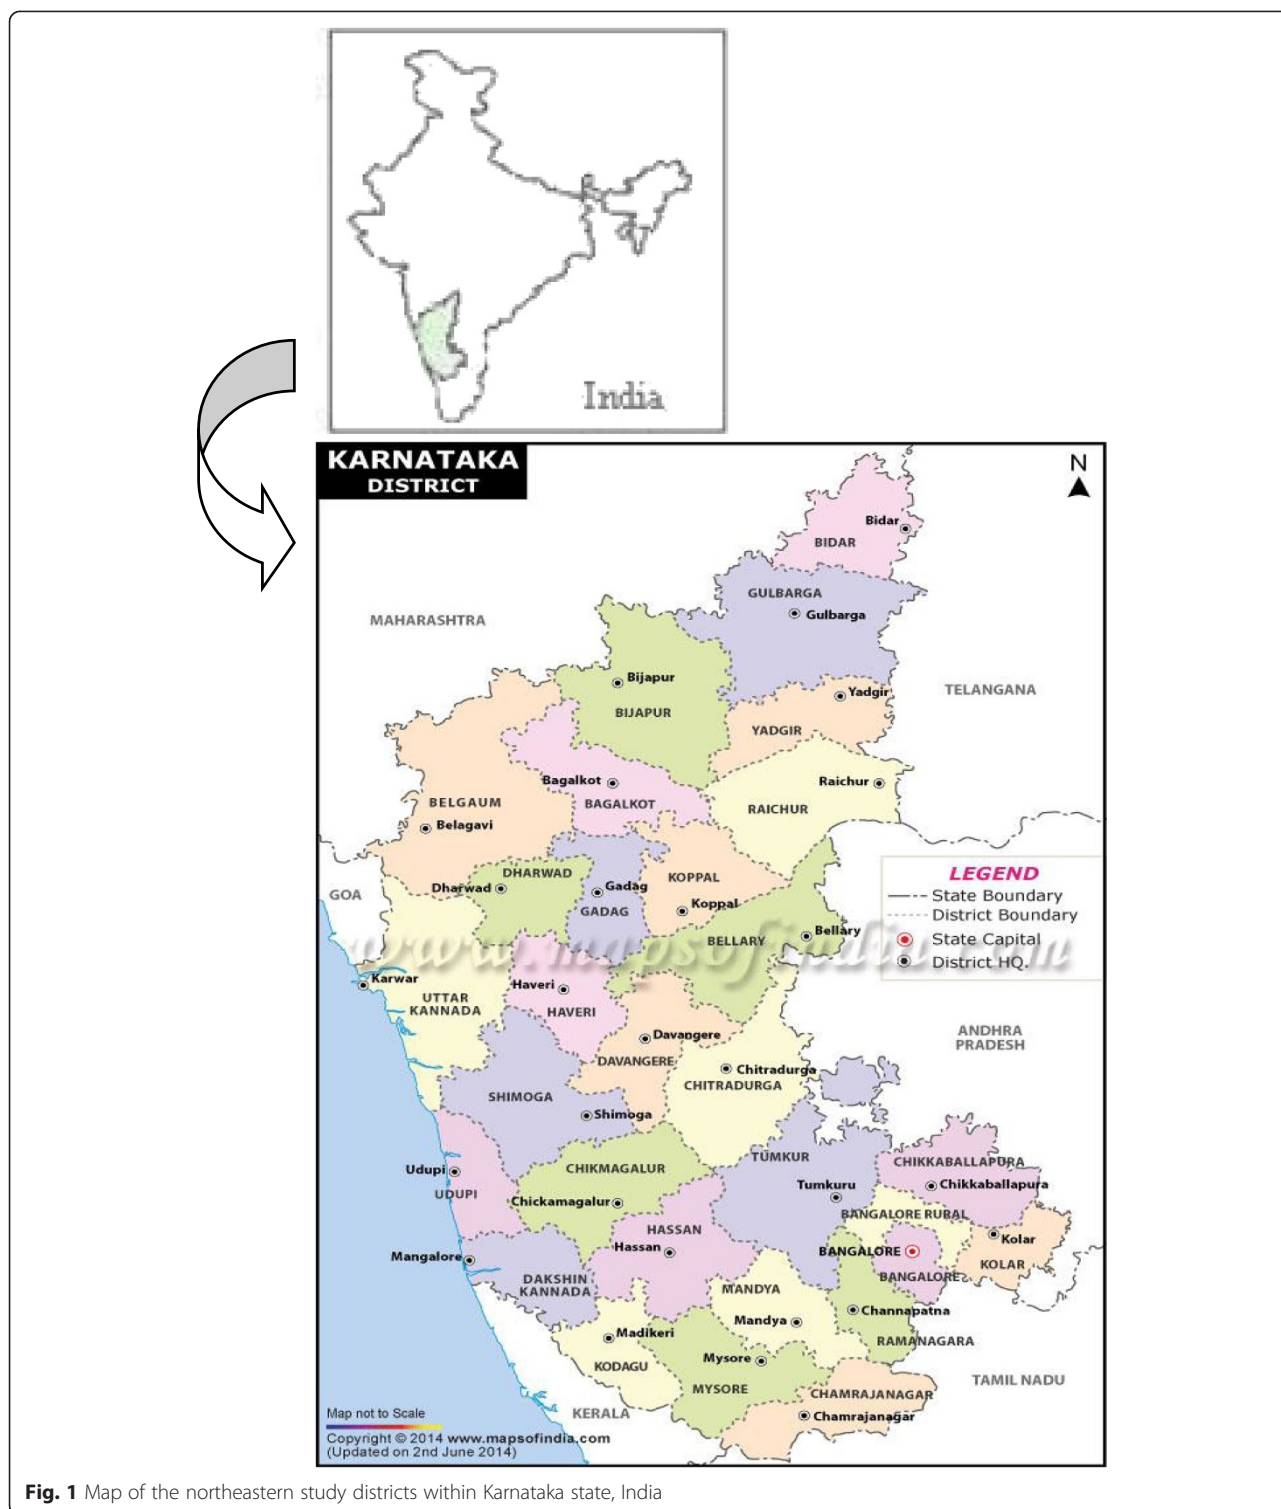 India
KARNATAKA
DISTRICT
N
Bidar
BIDAR
GULBARGA
Gulbarga
MAHARASHTRA
Bijapur
BIJAPUR
Yadgir
YADGIR
TELANGANA
Bagalkot
BAGALKOT
Raichur
RAICHUR
BELGAUM
Belagavi
DHARWAD
Dharwad
Gadag
GADAG
KOPPAL
Koppal
GOA
BELLARY
Bellary
LEGEND
State Boundary
District Boundary
State Capital
District HQ.
www.mapsofindia.com
Karwar
UTTAR
KANNADA
Haveri
HAVERI
Davangere
DAVANGERE
Chitradurga
CHITRADURGA
ANDHRA
PRADESH
SHIMOGA
Shimoga
Udupi
UDUPI
CHIKMAGALUR
Chickamagalur
TUMKUR
Tumkuru
CHIKKABALLAPURA
Chikkaballapura
BANGALORE RURAL
HASSAN
Hassan
BANGALORE
BANGALORE
Kolar
KOLAR
Mangalore
DAKSHIN
KANNADA
MANDYA
Mandya
Channapatna
RAMANAGARA
Madikeri
KODAGU
Mysore
MYSORE
CHAMRAJANAGAR
Chamrajanagar
TAMIL NADU
KERALA
Map not to Scale
Copyright © 2014 www.mapsofindia.com
(Updated on 2nd June 2014)
Fig. 1 Map of the northeastern study districts within Karnataka state, India